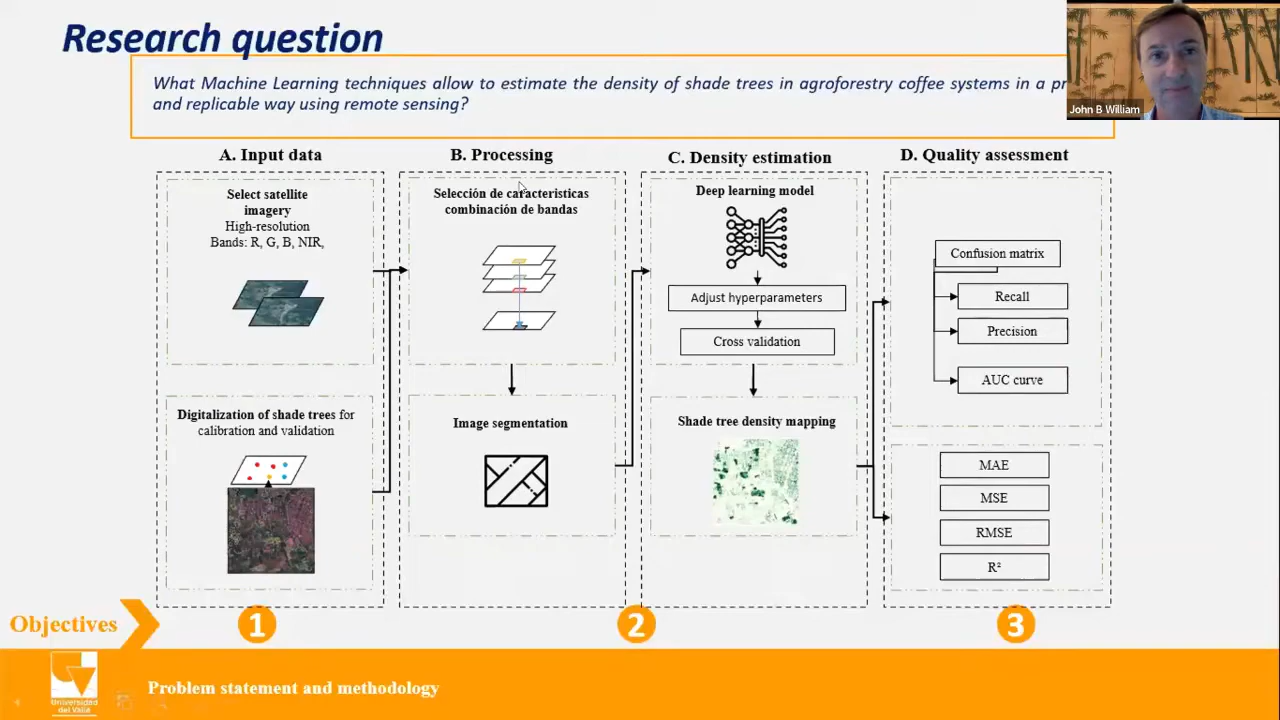 Research question
What Machine Learning techniques allow to estimate the density of shade trees in agroforestry coffee systems in a
and replicable way using remote sensing?
John B William
A. Input data
B. Processing
C. Density estimation
D. Quality assessment
Select satellite
imagery
High-resolution
Bands: R, G, B, NIR,
Digitalization of shade trees for
calibration and validation
Selección de caracteristicas
combinación de bandas
Image segmentation
Deep learning model
Adjust hyperparameters
Cross validation
Shade tree density mapping
Confusion matrix
Recall
Precision
AUC curve
MAE
MSE
RMSE
R²
Objectives
1
2
3
Universidad
del Valle
Problem statement and methodology